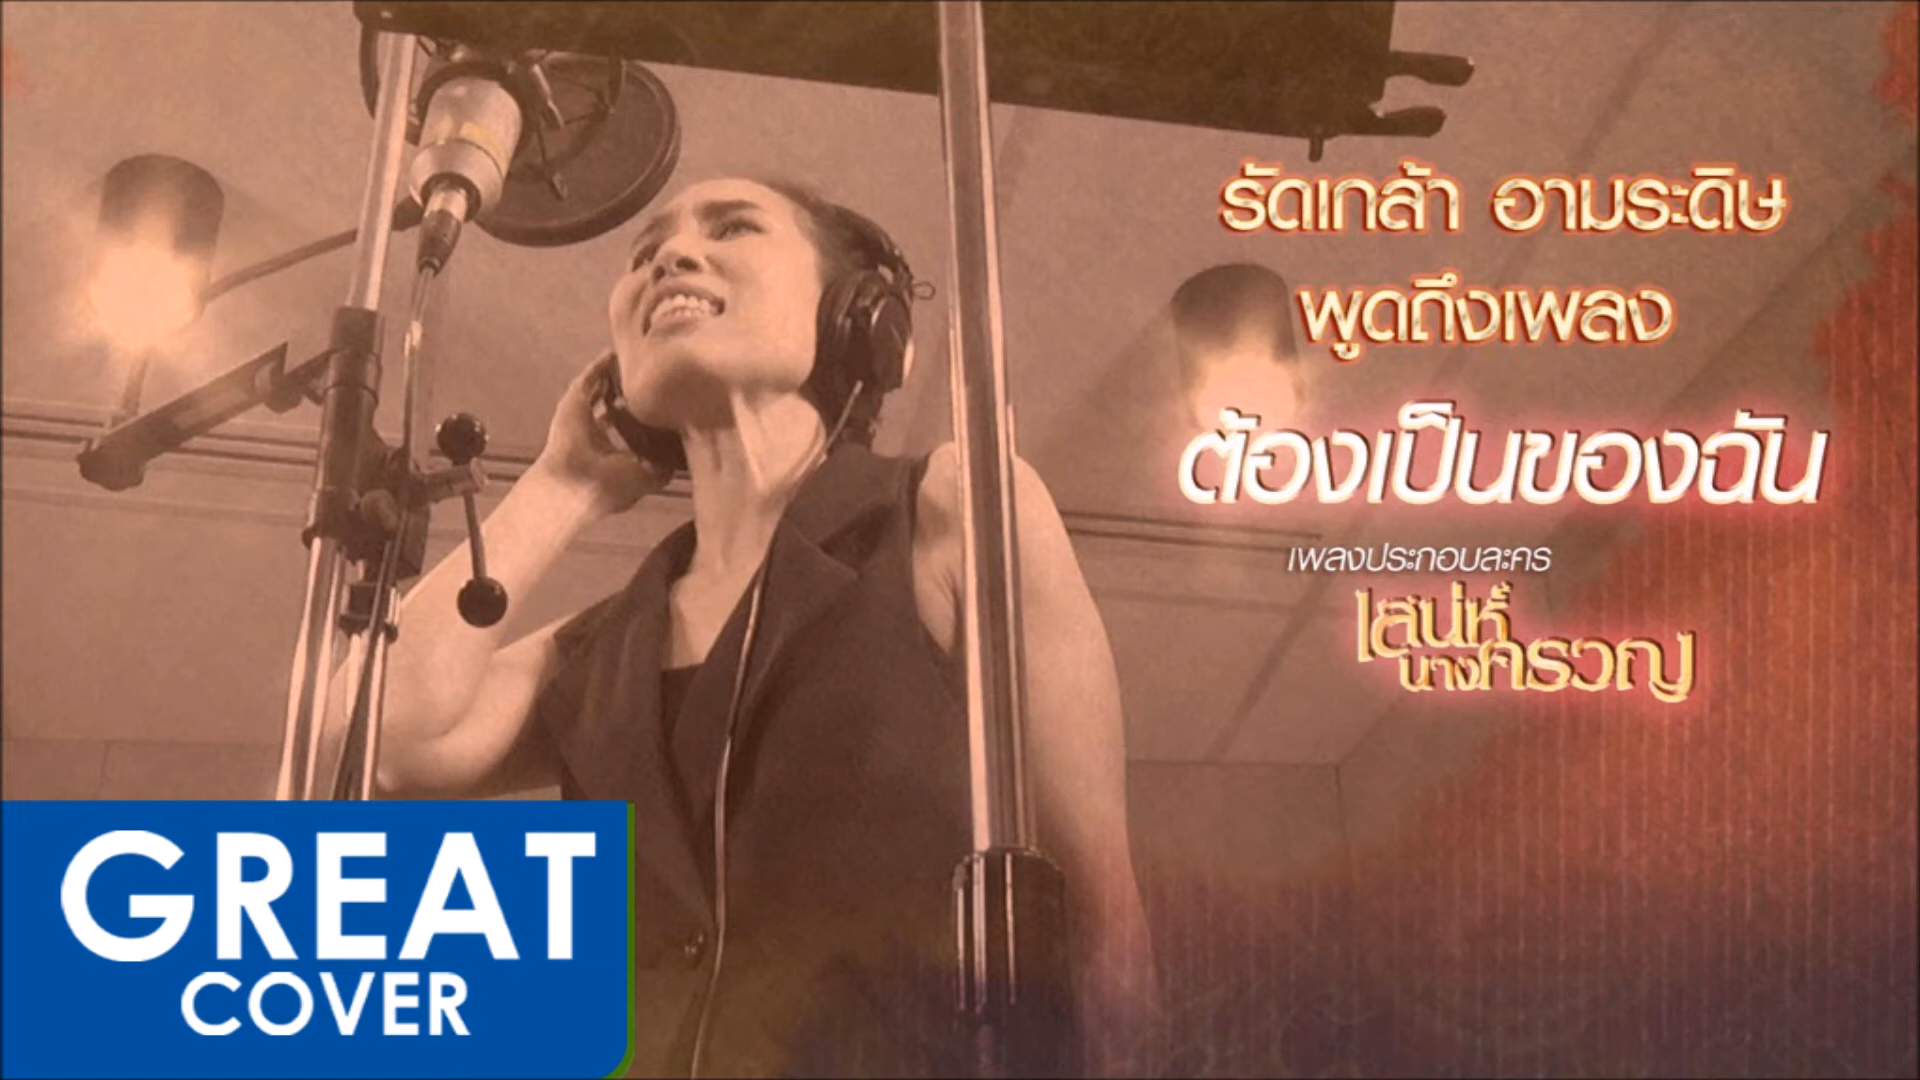 รัดเกล้า อามระดิษ
พูดถึงเพลง
ต้องเป็นของฉัน
เพลงประกอบละคร
เสน่ห์
นางครวญ
GREAT
COVER